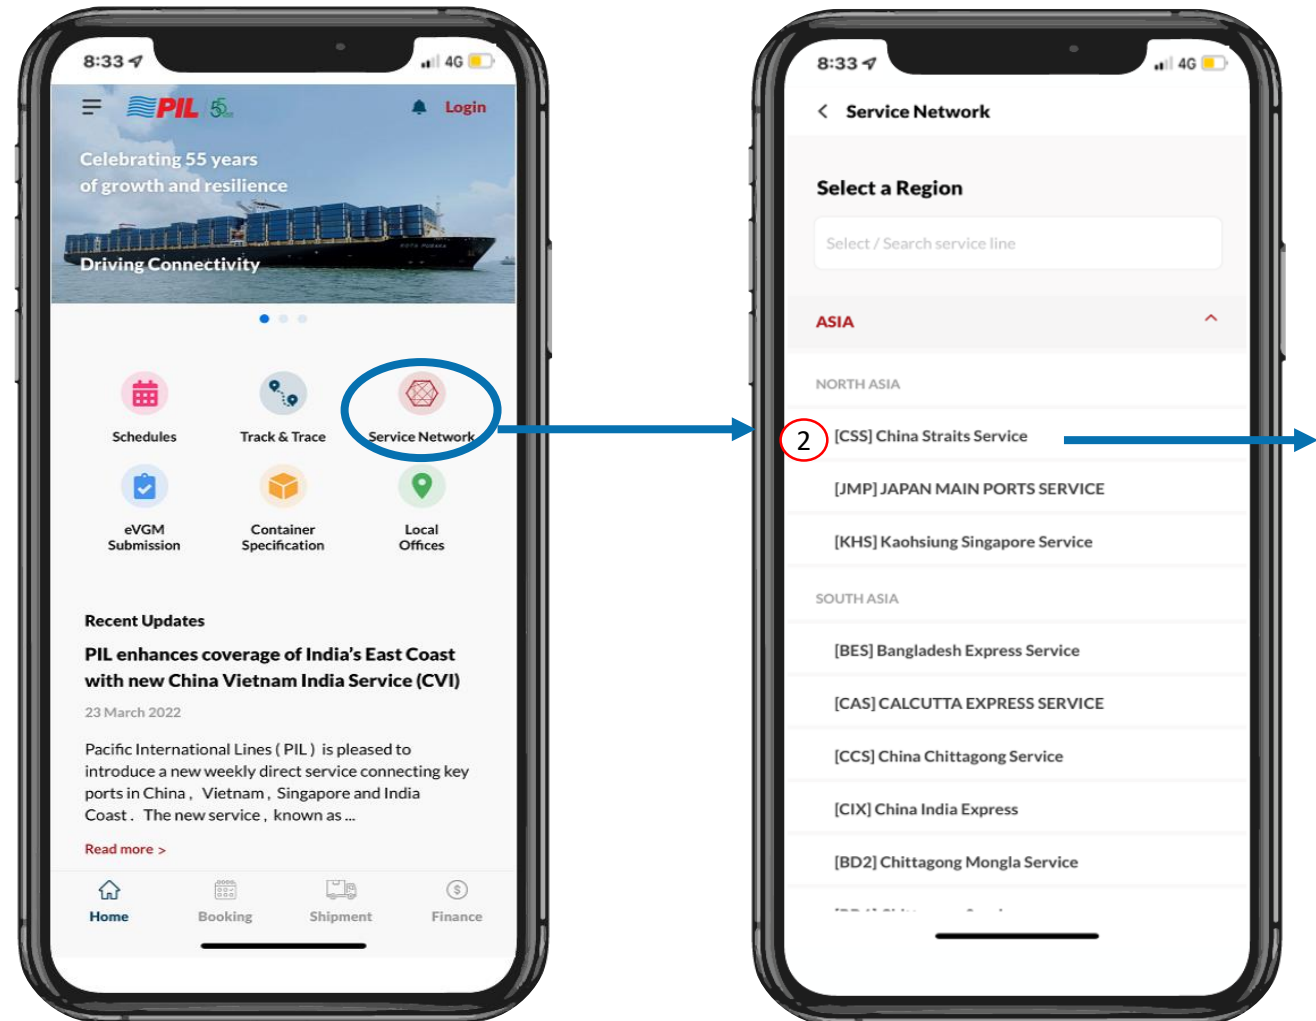 8:33
4G
PIL 55
Login
Celebrating 55 years
of growth and resilience
Driving Connectivity
Schedules
Track & Trace
Service Network
eVGM
Submission
Container
Specification
Local
Offices
Recent Updates
PIL enhances coverage of India's East Coast
with new China Vietnam India Service (CVI)
23 March 2022
Pacific International Lines ( PIL ) is pleased to
introduce a new weekly direct service connecting key
ports in China , Vietnam , Singapore and India
Coast . The new service , known as ...
Read more >
Home
Booking
Shipment
Finance
8:33
4G
< Service Network
Select a Region
Select / Search service line
ASIA
NORTH ASIA
2
[CSS] China Straits Service
[JMP] JAPAN MAIN PORTS SERVICE
[KHS] Kaohsiung Singapore Service
SOUTH ASIA
[BES] Bangladesh Express Service
[CAS] CALCUTTA EXPRESS SERVICE
[CCS] China Chittagong Service
[CIX] China India Express
[BD2] Chittagong Mongla Service